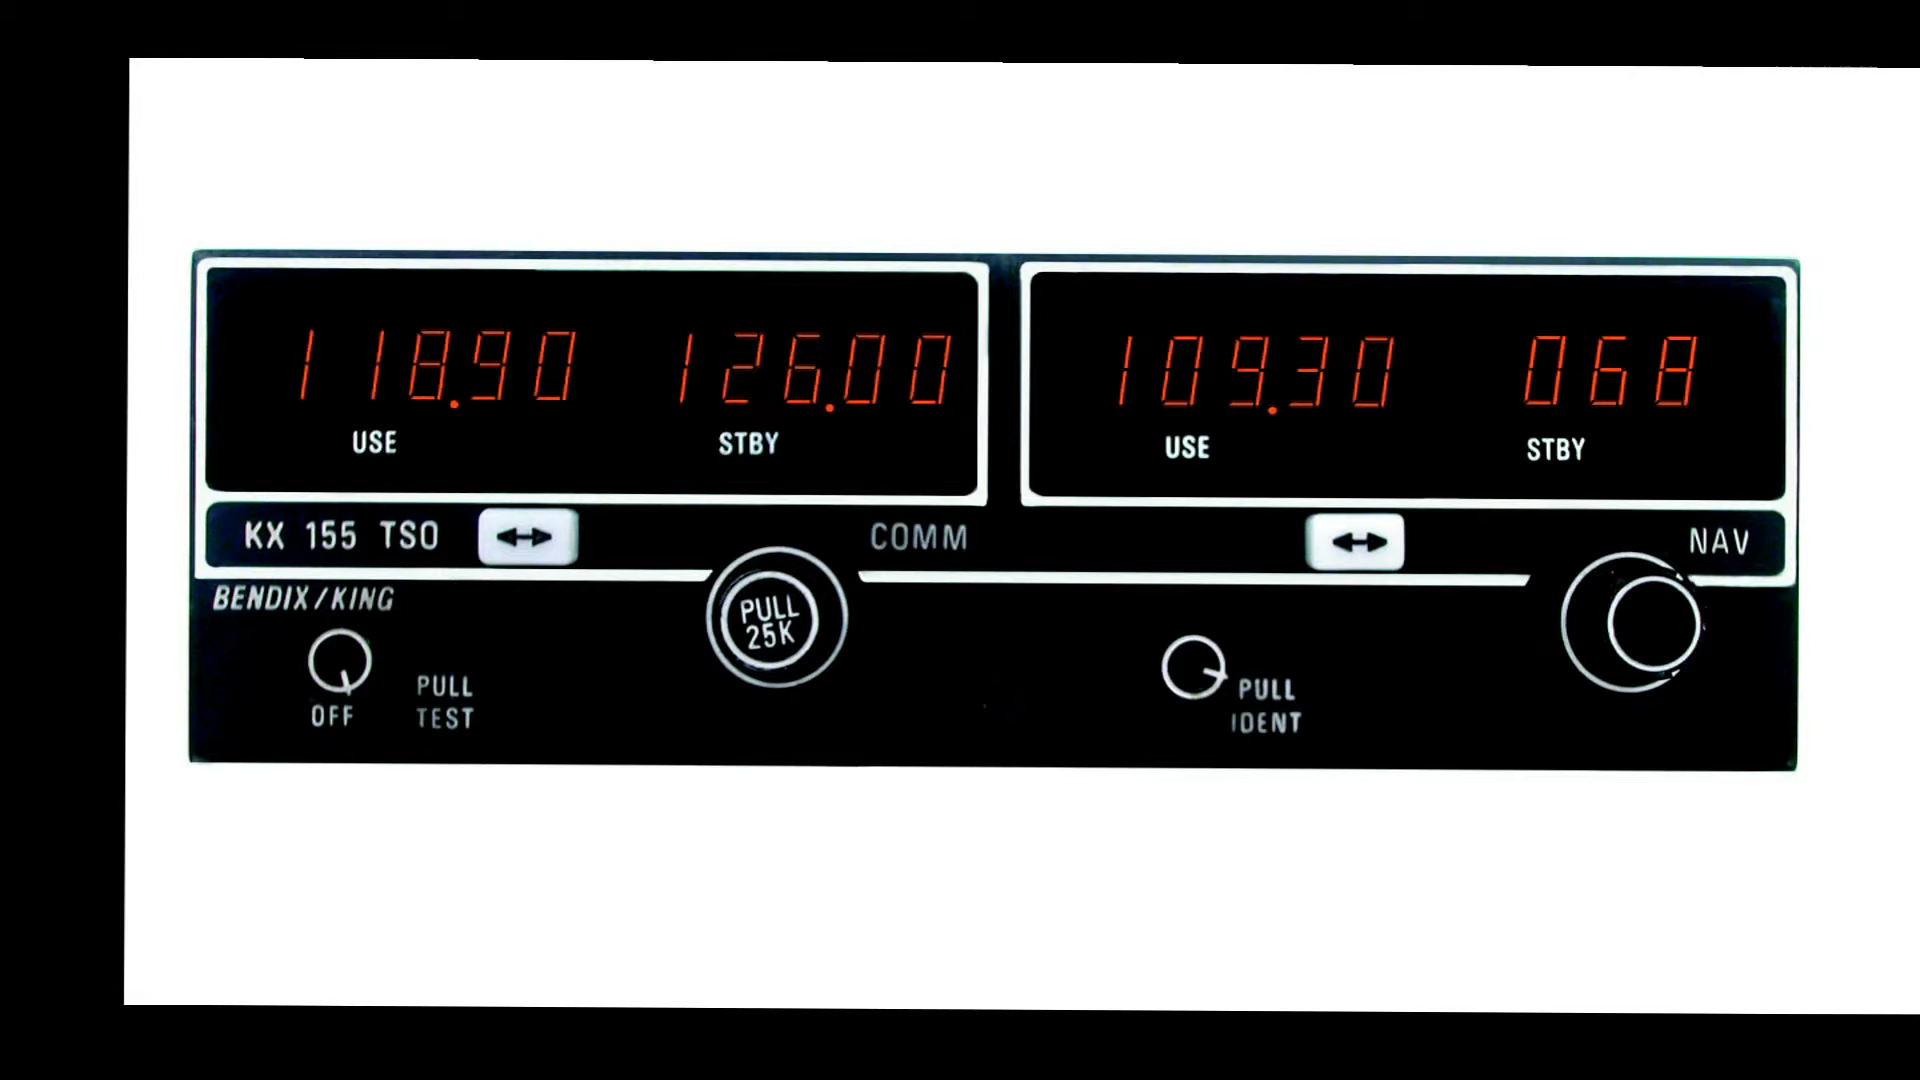 118.90 126.00 109.30 068
USE STBY USE STBY
KX 155 TSO COMM NAV
BENDIX/KING
PULL
25K
OFF
PULL
TEST
PULL
IDENT